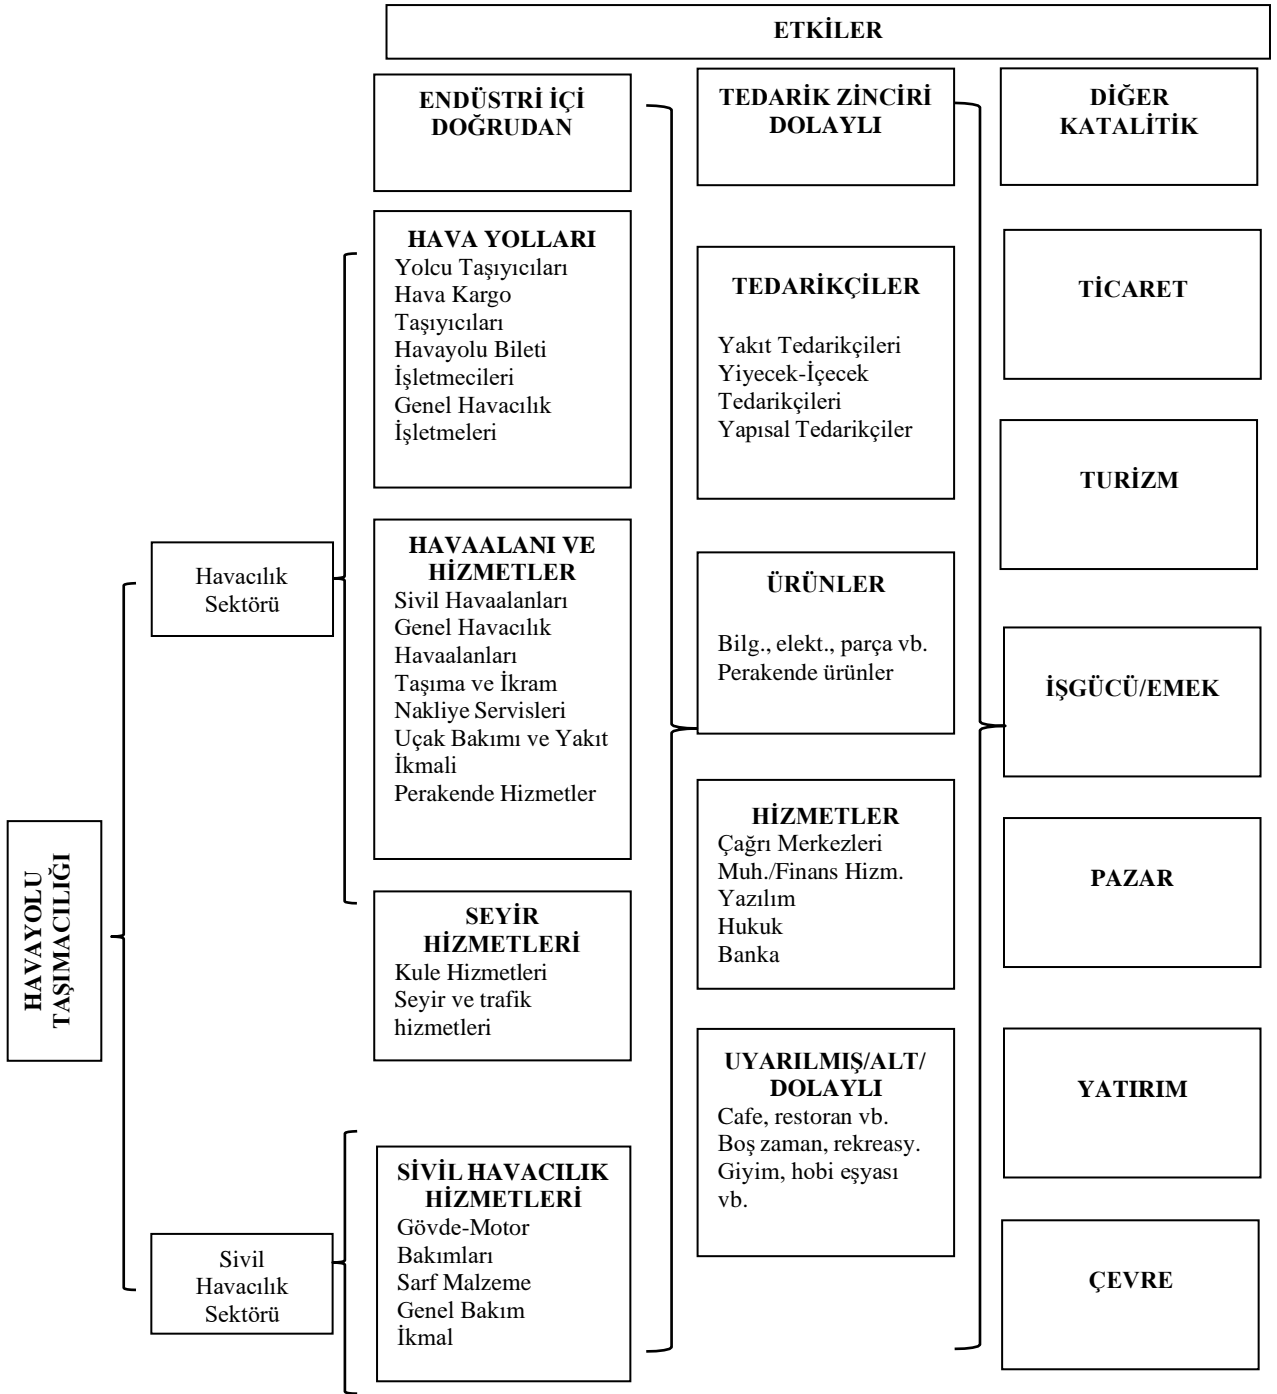 ETKİLER
ENDÜSTRİ İÇİ
DOĞRUDAN
TEDARİK ZİNCİRİ
DOLAYLI
DİĞER
KATALİTİK
HAVAYOLU
TAŞIMACILIĞI
Havacılık
Sektörü
Sivil
Havacılık
Sektörü
HAVA YOLLARI
Yolcu Taşıyıcıları
Hava Kargo
Taşıyıcıları
Havayolu Bileti
İşletmecileri
Genel Havacılık
İşletmeleri
HAVAALANI VE
HİZMETLER
Sivil Havaalanları
Genel Havacılık
Havaalanları
Taşıma ve İkram
Nakliye Servisleri
Uçak Bakımı ve Yakıt
İkmali
Perakende Hizmetler
SEYİR
HİZMETLERİ
Kule Hizmetleri
Seyir ve trafik
hizmetleri
SİVİL HAVACILIK
HİZMETLERİ
Gövde-Motor
Bakımları
Sarf Malzeme
Genel Bakım
İkmal
TEDARİKÇİLER
Yakıt Tedarikçileri
Yiyecek-İçecek
Tedarikçileri
Yapısal Tedarikçiler
ÜRÜNLER
Bilg., elekt., parça vb.
Perakende ürünler
HİZMETLER
Çağrı Merkezleri
Muh./Finans Hizm.
Yazılım
Hukuk
Banka
UYARILMIŞ/ALT/
DOLAYLI
Cafe, restoran vb.
Boş zaman, rekreasy.
Giyim, hobi eşyası
vb.
TİCARET
TURİZM
İŞGÜCÜ/EMEK
PAZAR
YATIRIM
ÇEVRE